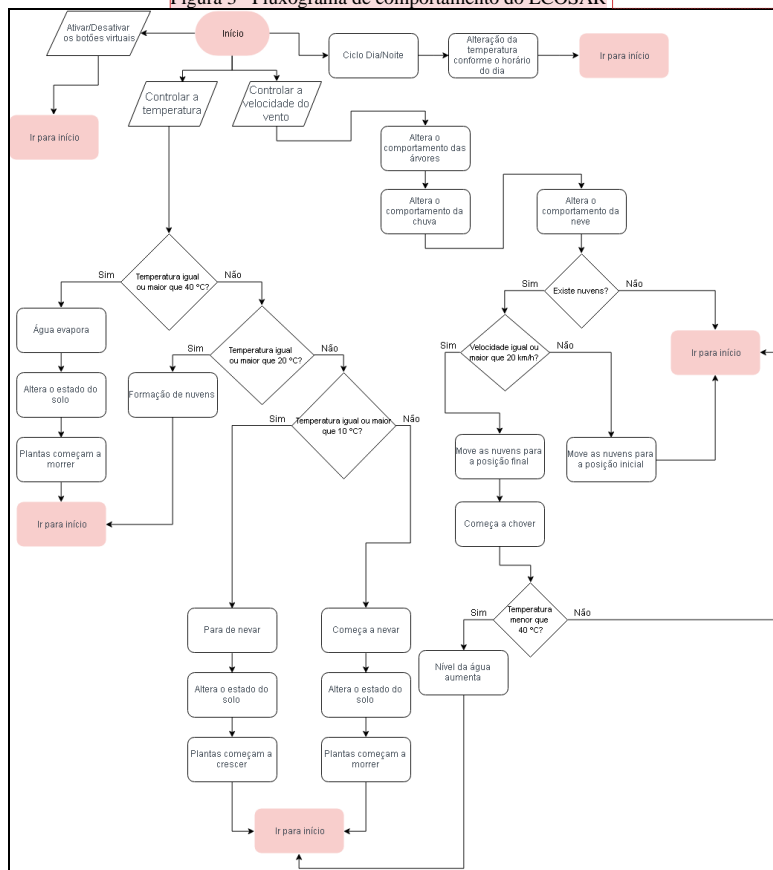 Figura 5 - Fluxograma de comportamento do ECOSAR
Ativar/Desativar
os botões virtuais
Início
Ciclo Dia/Noite
Alteração da
temperatura
conforme o horário
do dia
Ir para início
Controlar a
temperatura
Controlar a
velocidade do
vento
Ir para início
Altera o
comportamento das
árvores
Altera o
comportamento da
chuva
Altera o
comportamento da
neve
Sim
Temperatura igual
ou maior que 40 °C?
Não
Sim
Existe nuvens?
Não
Água evapora
Sim
Temperatura igual
ou maior que 20 °C?
Não
Sim
Velocidade igual ou
maior que 20 km/h?
Não
Ir para início
Altera o estado do
solo
Formação de nuvens
Sim
Temperatura igual ou maior
que 10 °C?
Não
Plantas começam a
morrer
Move as nuvens para
a posição final
Move as nuvens para
a posição inicial
Ir para início
Começa a chover
Para de nevar
Começa a nevar
Sim
Temperatura
menor que
40 °C?
Não
Nível da água
aumenta
Altera o estado do
solo
Altera o estado do
solo
Plantas começam a
crescer
Plantas começam a
morrer
Ir para início